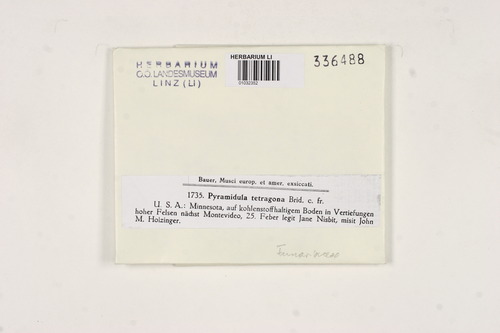 HERBARIUM
O.Ö. LANDESMUSEUM
LINZ (LI)
HERBARIUM LI
01032352
336488
Bauer, Musci europ. et amer. exsiccati.
1735. Pyramidula tetragona Brid. c. fr.
U. S. A.: Minnesota, auf kohlenstoffhaltigem Boden in Vertiefungen
hoher Felsen nächst Montevideo, 25. Feber legit Jane Nisbit, misit John
M. Holzinger.